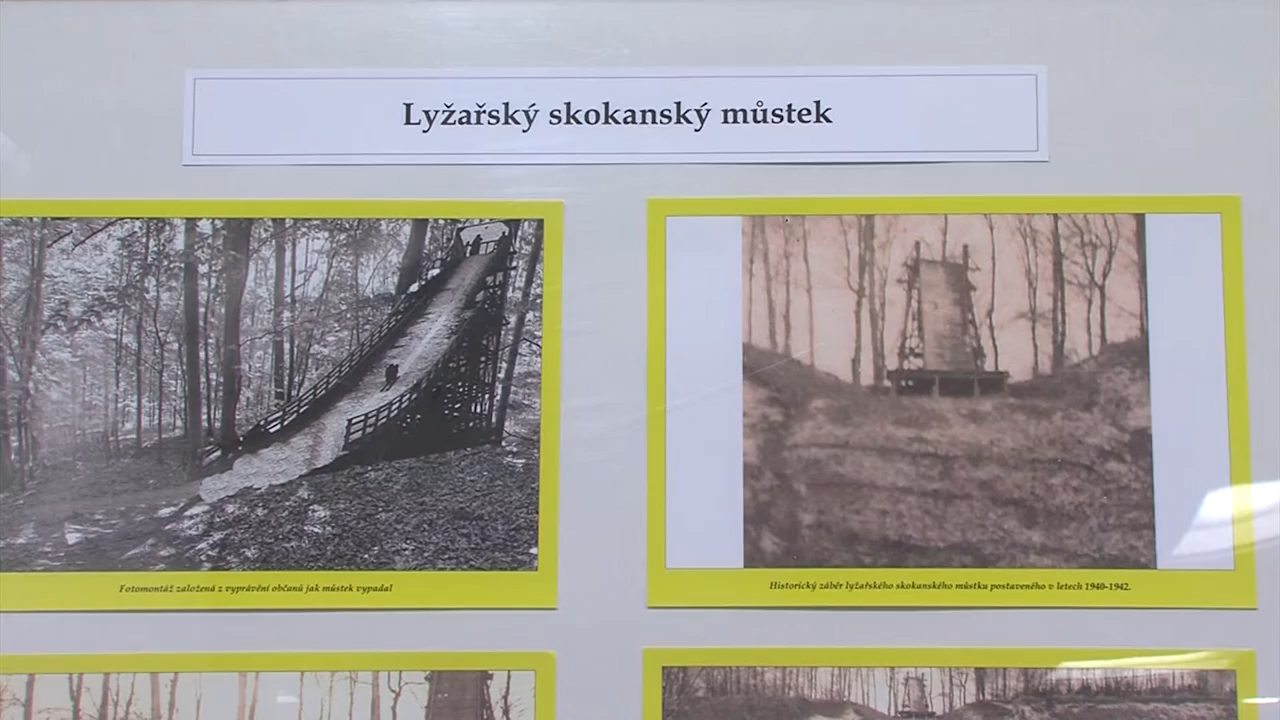 Lyžařský skokanský můstek
Fotomontáž založená z vyprávění občanů jak můstek vypadal
Historický záběr lyžařského skokanského můstku postaveného v letech 1940-1942.